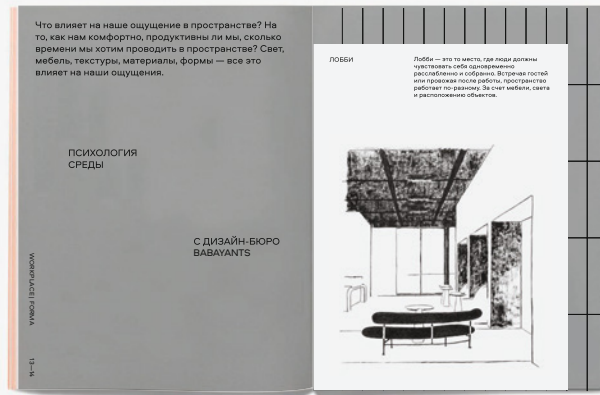 Что влияет на наше ощущение в пространстве? На
то, как нам комфортно, продуктивны ли мы, сколько
времени мы хотим проводить в пространстве? Свет,
мебель, текстуры, материалы, формы — все это
влияет на наши ощущения.
ПСИХОЛОГИЯ
СРЕДЫ
С ДИЗАЙН-БЮРО
BABAYANTS
WORKPLACE| FORMA
13—14
ЛОББИ
Лобби — это то место, где люди должны
чувствовать себя одновременно
расслабленно и собранно. Встречая гостей
или провожая после работы, пространство
работает по-разному. За счет мебели, света
и расположению объектов.